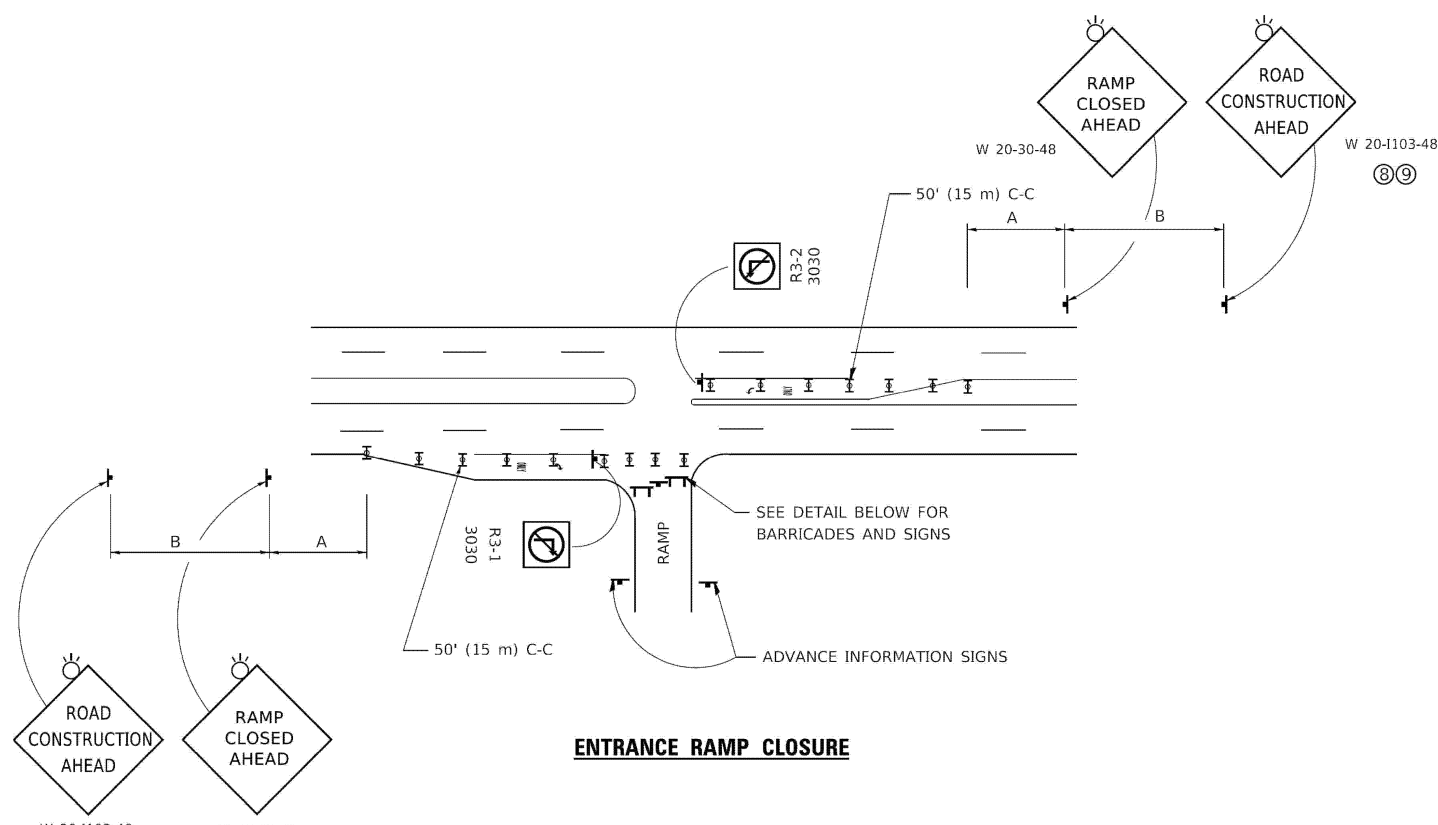 RAMP
CLOSED
AHEAD
ROAD
CONSTRUCTION
AHEAD
W 20-30-48
W 20-I103-48
⑧⑨
50' (15 m) C-C
A
B
R3-2
3030
ONLY
ONLY
R3-1
3030
RAMP
SEE DETAIL BELOW FOR
BARRICADES AND SIGNS
B
A
50' (15 m) C-C
ADVANCE INFORMATION SIGNS
ROAD
CONSTRUCTION
AHEAD
RAMP
CLOSED
AHEAD
ENTRANCE RAMP CLOSURE